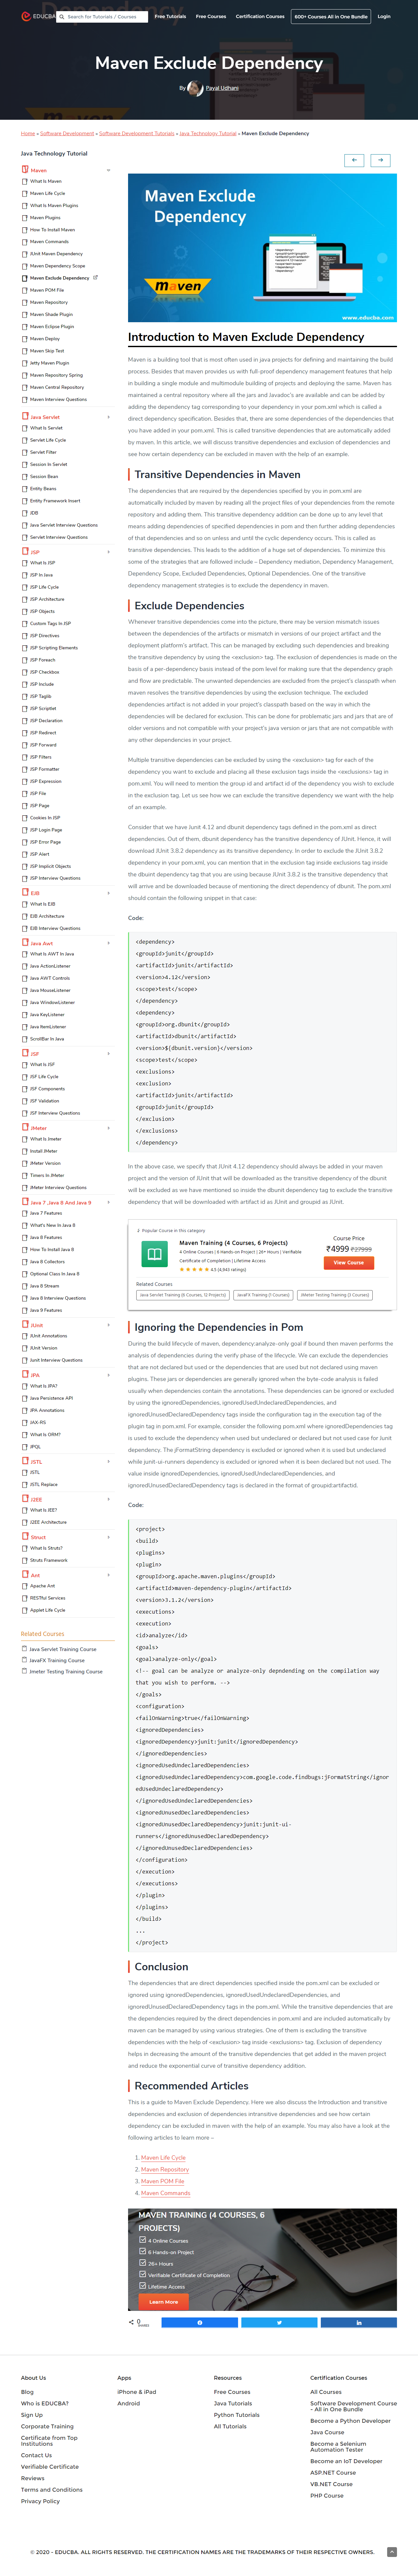 Dependency
EDUCBA
Search for Tutorials / Courses
Free Tutorials
Free Courses
Certification Courses
600+ Courses All in One Bundle
Login
Maven Exclude Dependency
By Payal Udhani
Home » Software Development » Software Development Tutorials » Java Technology Tutorial » Maven Exclude Dependency
Java Technology Tutorial
Maven
What Is Maven
Maven Life Cycle
What Is Maven Plugins
Maven Plugins
How To Install Maven
Maven Commands
JUnit Maven Dependency
Maven Dependency Scope
Maven Exclude Dependency
Maven POM File
Maven Repository
Maven Shade Plugin
Maven Eclipse Plugin
Maven Deploy
Maven Skip Test
Jetty Maven Plugin
Maven Repository Spring
Maven Central Repository
Maven Interview Questions
Java Servlet
What Is Servlet
Servlet Life Cycle
Servlet Filter
Session In Servlet
Session Bean
Entity Beans
Entity Framework Insert
JDB
Java Servlet Interview Questions
Servlet Interview Questions
JSP
What Is JSP
JSP In Java
JSP Life Cycle
JSP Architecture
JSP Objects
Custom Tags In JSP
JSP Directives
JSP Scripting Elements
JSP Foreach
JSP Checkbox
JSP Include
JSP Taglib
JSP Scriptlet
JSP Declaration
JSP Redirect
JSP Forward
JSP Filters
JSP Formatter
JSP Expression
JSP File
JSP Page
Cookies In JSP
JSP Login Page
JSP Error Page
JSP Alert
JSP Implicit Objects
JSP Interview Questions
EJB
What Is EJB
EJB Architecture
EJB Interview Questions
Java Awt
What Is AWT In Java
Java ActionListener
Java AWT Controls
Java MouseListener
Java WindowListener
Java KeyListener
Java ItemListener
ScrollBar In Java
JSF
What Is JSF
JSF Life Cycle
JSF Components
JSF Validation
JSF Interview Questions
JMeter
What Is Jmeter
Install JMeter
JMeter Version
Timers In JMeter
JMeter Interview Questions
Java 7 ,Java 8 And Java 9
Java 7 Features
What's New In Java 8
Java 8 Features
How To Install Java 8
Java 8 Collectors
Optional Class In Java 8
Java 8 Stream
Java 8 Interview Questions
Java 9 Features
JUnit
JUnit Annotations
JUnit Version
Junit Interview Questions
JPA
What Is JPA?
Java Persistence API
JPA Annotations
JAX-RS
What Is ORM?
JPQL
JSTL
JSTL
JSTL Replace
J2EE
What Is JEE?
J2EE Architecture
Struct
What Is Struts?
Struts Framework
Ant
Apache Ant
RESTful Services
Applet Life Cycle
Related Courses
Java Servlet Training Course
JavaFX Training Course
Jmeter Testing Training Course
Maven Exclude
Dependency
maven
www.educba.com
Introduction to Maven Exclude Dependency
Maven is a building tool that is most often used in java projects for defining and maintaining the build
process. Besides that maven provides us with full-proof dependency management features that help
in building a single module and multimodule building of projects and deploying the same. Maven has
maintained a central repository where all the jars and Javadoc's are available and can be used by
adding the dependency tag corresponding to your dependency in your pom.xml which is called a
direct dependency specification. Besides that, there are some dependencies of the dependencies that
you have added in your pom.xml. This is called transitive dependencies that are automatically added
by maven. In this article, we will discuss transitive dependencies and exclusion of dependencies and
see how certain dependency can be excluded in maven with the help of an example.
Transitive Dependencies in Maven
The dependencies that are required by the dependencies specified by you in pom.xml are
automatically included by maven by reading all the project files of your dependencies from the
remote repositories and adding them. This transitive dependency addition can be done up to any level that
means adding dependencies of specified dependencies in pom and then further adding dependencies
of that dependencies and so on unless and until the cyclic dependency occurs. This is called as
transitive dependencies. This leads to the addition of a huge set of dependencies. To minimize this
some of the strategies that are followed include – Dependency mediation, Dependency Management,
Dependency Scope, Excluded Dependencies, Optional Dependencies. One of the transitive
dependency management techniques is to exclude the dependency in maven.
Exclude Dependencies
Whenever transitive dependencies come into the picture, there may be version mismatch issues
between your dependencies of the artifacts or mismatch in versions of our project artifact and
deployment platform's artifact. This can be managed by excluding such dependencies imported by
the transitive dependency by using the <exclusion> tag. The exclusion of dependencies is made on the
basis of a per-dependency basis instead of the pom level for making sure that the dependency graph
and flow are predictable. The unwanted dependencies are excluded from the project's classpath when
maven resolves the transitive dependencies by using the exclusion technique. The excluded
dependencies artifact is not added in your project's classpath based on the way in which the
dependency is defined for exclusion. This can be done for problematic jars and jars that are of older
versions not compatible with your project's jar versions or jars that are not compatible with any
other dependency inner in your project.
Multiple transitive dependencies can be excluded by using the <exclusion> tag for each of the
dependency you want to exclude and placing all these exclusion tags inside the <exclusions> tag in
pom.xml. You will need to mention the group id and artifact id of the dependency you wish to exclude
in the exclusion tag. Let us see how we can exclude the transitive dependency with we want with the help
of an example.
Consider that we have Junit 4.12 and dbunit dependency tags defined in the pom.xml as direct
dependencies. Out of them, dbunit dependency has the transitive dependency of JUnit. Hence, it will
download JUnit 3.8.2 dependency as its transitive dependency. In order to exclude the JUnit 3.8.2
dependency in your pom.xml, you can mention that in the exclusion tag inside exclusions tag inside
the dbunit dependency tag as you are using because JUnit 3.8.2 is the transitive dependency that
will arrive and be downloaded because of mentioning the direct dependency of dbunit. The pom.xml
should contain the following snippet in that case:
Code:
<dependency>
<groupId>junit</groupId>
<artifactId>junit</artifactId>
<version>4.12</version>
<scope>test</scope>
</dependency>
<dependency>
<groupId>org.dbunit</groupId>
<artifactId>dbunit</artifactId>
<version>${dbunit.version}</version>
<scope>test</scope>
<exclusions>
<exclusion>
<artifactId>junit</artifactId>
<groupId>junit</groupId>
</exclusion>
</exclusions>
</dependency>
In the above case, we specify that JUnit 4.12 dependency should always be added in your classpath
and the version of JUnit that will be downloaded as the transitive dependency of the dbunit will be
excluded as we have mentioned so inside the dbunit dependency tag to exclude the transitive
dependency that will be downloaded with artifact id as JUnit and groupid as JUnit.
Popular Course in this category
Maven Training (4 Courses, 6 Projects)
4 Online Courses | 6 Hands-on Project | 26+ Hours | Verifiable
Certificate of Completion | Lifetime Access
4.5 (8,943 ratings)
Course Price
₹4999 ₹27999
View Course
Related Courses
Java Servlet Training (6 Courses, 12 Projects)
JavaFX Training (1 Courses)
JMeter Testing Training (3 Courses)
Ignoring the Dependencies in Pom
During the build lifecycle of maven, dependency:analyze-only goal if bound then maven performs the
analysis of dependencies during the verify phase can detect the unused dependencies from the project.
There are certain dependencies that are not declared but used in the project while using maven
plugins. These jars or dependencies are generally ignored when the code is byte-code analysis is
called usually when dependencies contain the annotations. These dependencies can be excluded by
specifying the ignoredDependencies, ignoredUsedUndeclaredDependencies, and
ignoredUnusedDeclaredDependency tags inside the configuration tag in the execution tag of the
plugin tag in pom.xml. For example, consider the following pom.xml where ignoredDependencies tag
is used to exclude the dependency when used but undeclared or unused but declared in case for Junit
artifact. The jFormatString dependency is excluded or ignored when it is used but undeclared
while junit-ui-runners dependency is excluded or ignored when it is declared but not used. The
value inside ignoredDependencies, ignoredUsedUndeclaredDependencies, and
ignoredUnusedDeclaredDependency tags is declared in the format of groupId:artifactid.
Code:
<project>
<build>
<plugins>
<plugin>
<groupId>org.apache.maven.plugins</groupId>
<artifactId>maven-dependency-plugin</artifactId>
<version>3.1.2</version>
<executions>
<execution>
<id>analyze</id>
<goals>
<goal>analyze-only</goal>
<!-- goal can be analyze or analyze-only depending on the compilation way
that you wish to perform. -->
</goals>
<configuration>
<failOnWarning>true</failOnWarning>
<ignoredDependencies>
<ignoredDependency>junit:junit</ignoredDependency>
</ignoredDependencies>
<ignoredUsedUndeclaredDependencies>
<ignoredUsedUndeclaredDependency>com.google.code.findbugs:jFormatString</ignor
edUsedUndeclaredDependency>
</ignoredUsedUndeclaredDependencies>
<ignoredUnusedDeclaredDependencies>
<ignoredUnusedDeclaredDependency>junit:junit-ui-
runners</ignoredUnusedDeclaredDependency>
</ignoredUnusedDeclaredDependencies>
</configuration>
</execution>
</executions>
</plugin>
</plugins>
</build>
...
</project>
Conclusion
The dependencies that are direct dependencies specified inside the pom.xml can be excluded or
ignored using ignoredDependencies, ignoredUsedUndeclaredDependencies, and
ignoredUnusedDeclaredDependency tags in the pom.xml. While the transitive dependencies that are
the dependencies required by the direct dependencies in the pom.xml and are included automatically
by maven can be managed by using various strategies. One of them is excluding the transitive
dependencies with the help of <exclusion> tag inside <exclusions> tag. Exclusion of dependency
helps in decreasing the amount of the transitive dependencies that get added in the maven project
and reduce the exponential curve of transitive dependency addition.
Recommended Articles
This is a guide to Maven Exclude Dependency. Here we also discuss the Introduction and transitive
dependencies and exclusion of dependencies intransitive dependencies and and also see how
certain dependency can be excluded in maven with your help. You may also have a look at the
following articles to learn more –
1. Maven Life Cycle
2. Maven Repository
3. Maven POM File
4. Maven Commands
MAVEN TRAINING (4 COURSES, 6
PROJECTS)
4 Online Courses
6 Hands-on Project
26+ Hours
Verifiable Certificate of Completion
Lifetime Access
Learn More
0
SHARES
About Us
Blog
Who is EDUCBA?
Sign Up
Corporate Training
Certificate from Top
Institutions
Contact Us
Verifiable Certificate
Reviews
Terms and Conditions
Privacy Policy
Apps
iPhone & iPad
Android
Resources
Free Courses
Java Tutorials
Python Tutorials
All Tutorials
Certification Courses
All Courses
Software Development Course
- All in One Bundle
Become a Python Developer
Java Course
Become a Selenium
Automation Tester
Become an IoT Developer
ASP.NET Course
VB.NET Course
PHP Course
© 2020 - EDUCBA. ALL RIGHTS RESERVED. THE CERTIFICATION NAMES ARE THE TRADEMARKS OF THEIR RESPECTIVE OWNERS.